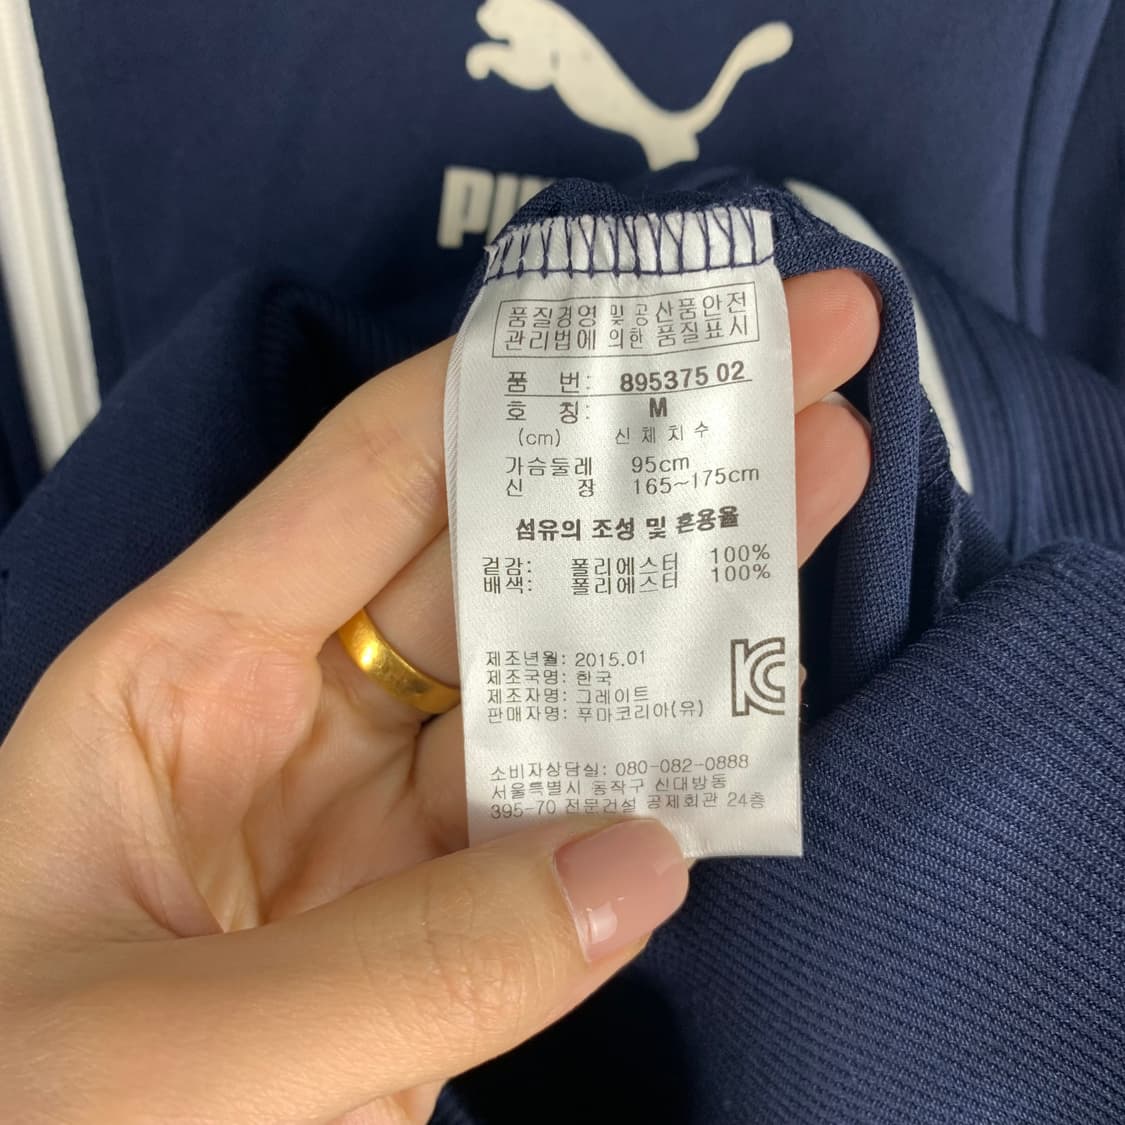 품질경영 및 공산품안전
관리법에 의한 품질표시
품 번: 895375 02
호 칭: M
(cm) 신체치수
가슴둘레 95cm
신 장 165~175cm
섬유의 조성 및 혼용율
겉감: 폴리에스터 100%
배색: 폴리에스터 100%
제조년월: 2015.01
제조국명: 한국
제조자명: 그레이트
판매자명: 푸마코리아(유)
소비자상담실: 080-082-0888
서울특별시 동작구 신대방동
395-70 전문건설 공제회관 24층